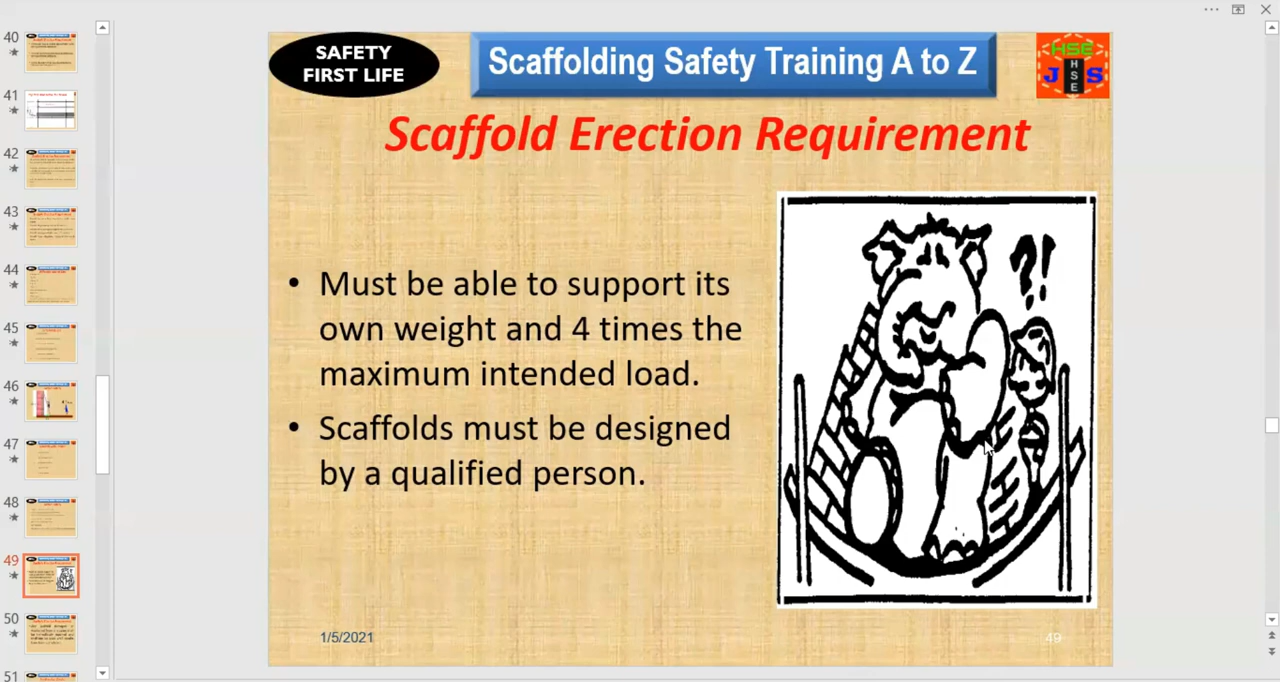 40
41
42
43
44
45
46
47
48
49
50
51
SAFETY
FIRST LIFE
Scaffolding Safety Training A to Z
HSE
J HSE S
Scaffold Erection Requirement
?!
• Must be able to support its
own weight and 4 times the
maximum intended load.
• Scaffolds must be designed
by a qualified person.
1/5/2021
49